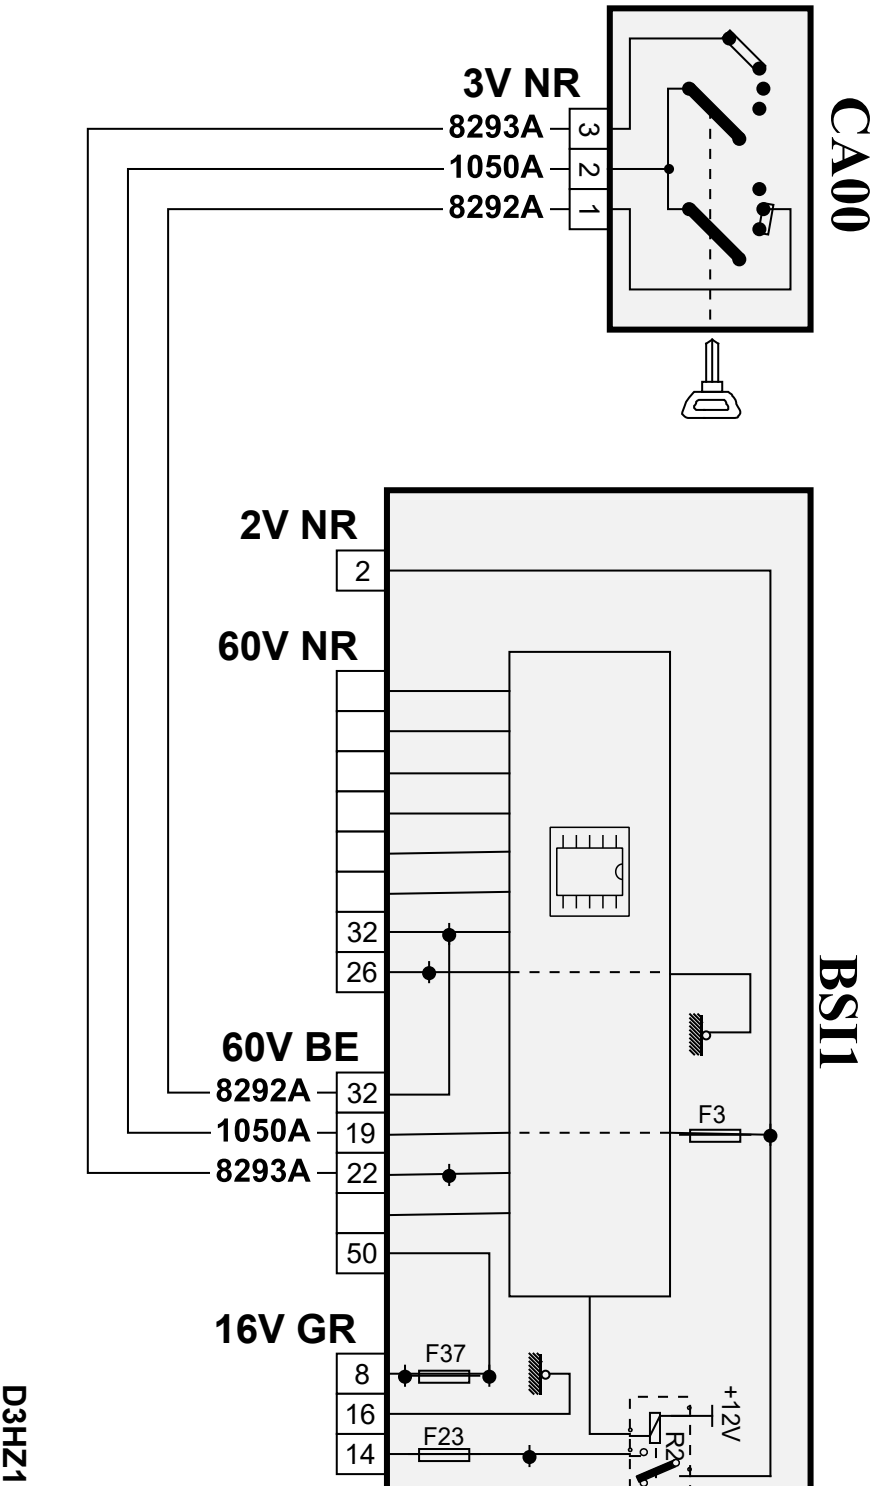 CA00
3V NR
8293A 3
1050A 2
8292A 1
2V NR
2
60V NR
32
26
BSI1
60V BE
8292A 32
1050A 19
8293A 22
50
F3
16V GR
8
F37
16
14
F23
+12V
R2
D3HZ1